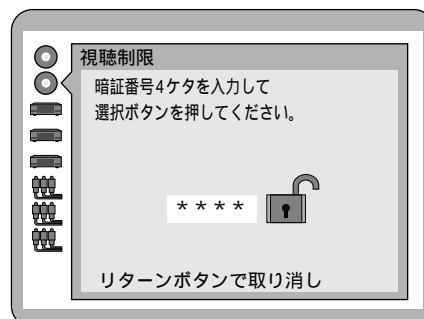 視聴制限
暗証番号4ケタを入力して
選択ボタンを押してください。
* * * *
リターンボタンで取り消し